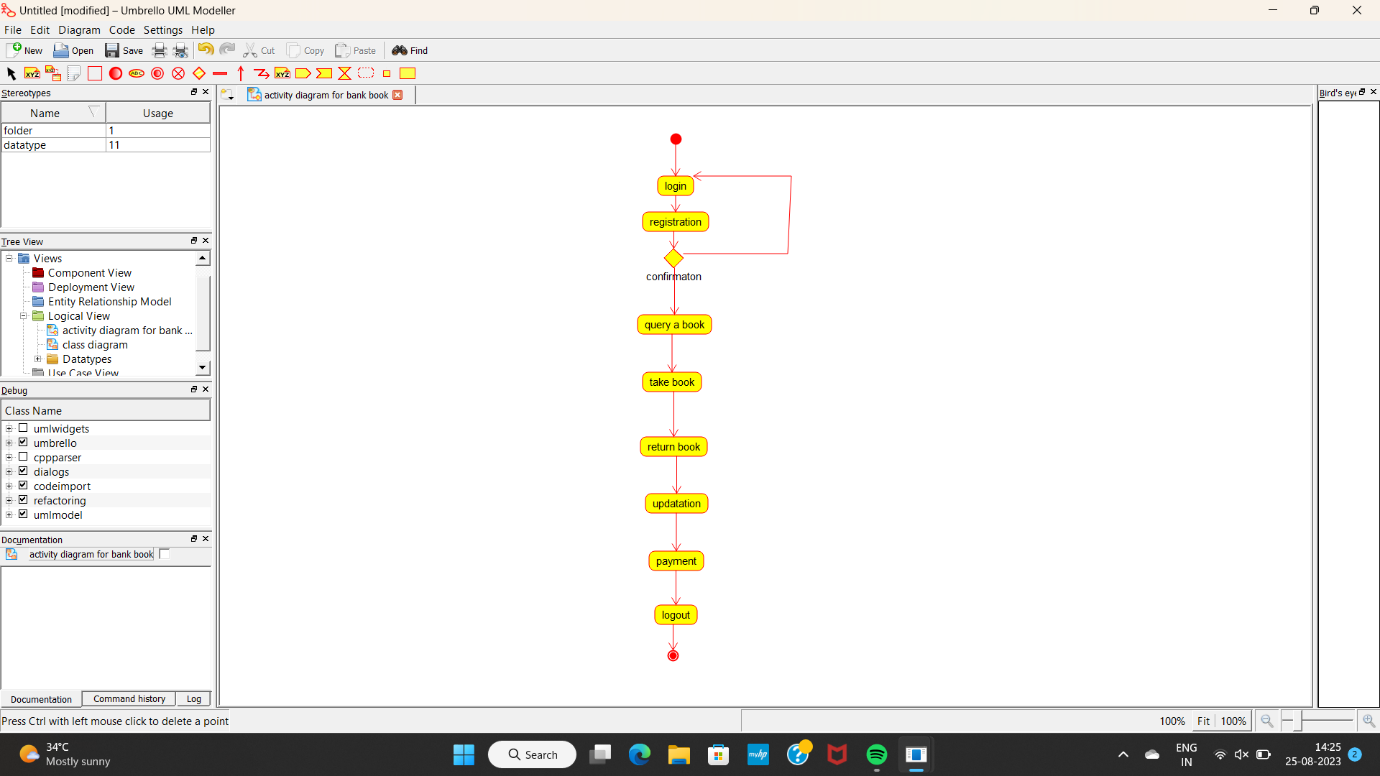 Untitled [modified] – Umbrello UML Modeller
File Edit Diagram Code Settings Help
New Open Save Cut Copy Paste Find
XYZ ABC XYZ
Stereotypes
Name Usage
folder 1
datatype 11
Tree View
Views
Component View
Deployment View
Entity Relationship Model
Logical View
activity diagram for bank ...
class diagram
Datatypes
Use Case View
Debug
Class Name
umlwidgets
umbrello
cppparser
dialogs
codeimport
refactoring
umlmodel
Documentation
activity diagram for bank book
Documentation Command history Log
Press Ctrl with left mouse click to delete a point
activity diagram for bank book
login
registration
confirmaton
query a book
take book
return book
updatation
payment
logout
Bird's eye
100% Fit 100%
34°C
Mostly sunny
Search
ENG
IN
14:25
25-08-2023
2